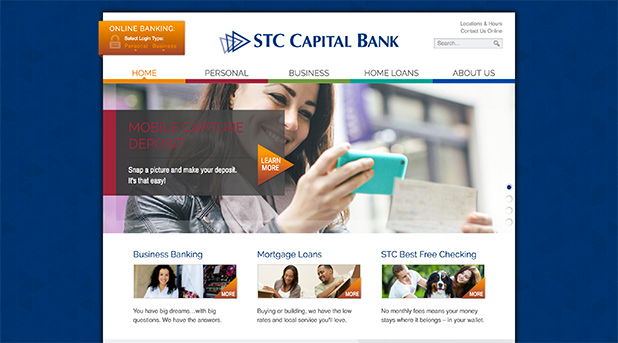 ONLINE BANKING:
Select Login Type:
Personal Business
STC CAPITAL BANK
Locations & Hours
Contact Us Online
Search...
HOME PERSONAL BUSINESS HOME LOANS ABOUT US
MOBILE CAPTURE
DEPOSIT
Snap a picture and make your deposit.
It's that easy!
LEARN
MORE
Business Banking
MORE
You have big dreams...with big
questions. We have the answers.
Mortgage Loans
MORE
Buying or building, we have the low
rates and local service you'll love.
STC Best Free Checking
MORE
No monthly fees means your money
stays where it belongs – in your wallet.